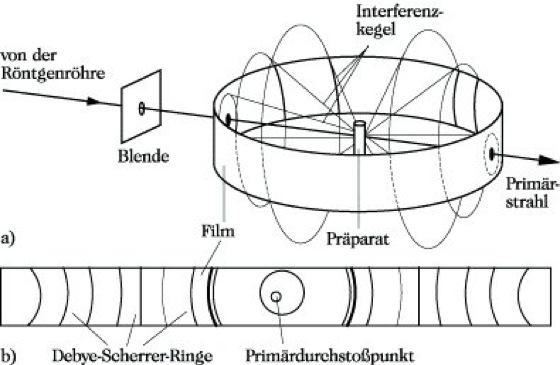 Interferenz-
kegel
von der
Röntgenröhre
Blende
Primär-
strahl
Film
Präparat
a)
b)
Debye-Scherrer-Ringe
Primärdurchstoßpunkt